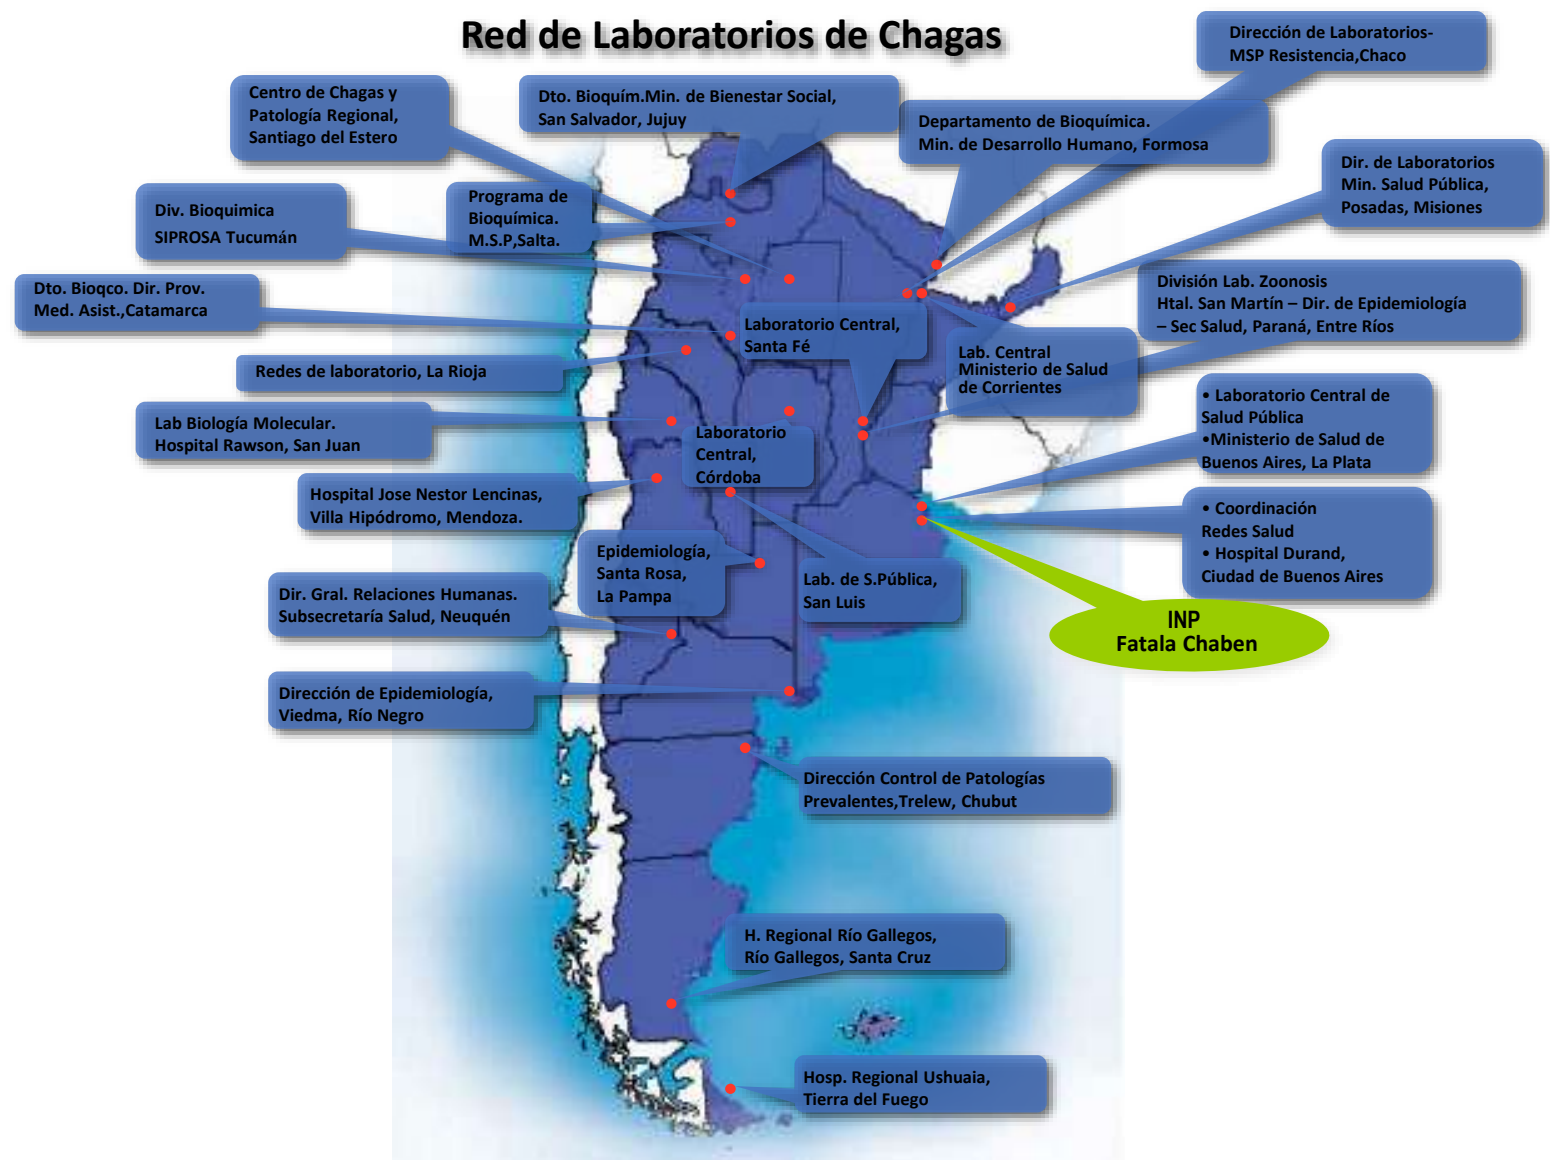 Red de Laboratorios de Chagas
Dirección de Laboratorios-
MSP Resistencia,Chaco
Centro de Chagas y
Patología Regional,
Santiago del Estero
Dto. Bioquím.Min. de Bienestar Social,
San Salvador, Jujuy
Departamento de Bioquímica.
Min. de Desarrollo Humano, Formosa
Dir. de Laboratorios
Min. Salud Pública,
Posadas, Misiones
Div. Bioquimica
SIPROSA Tucumán
Programa de
Bioquímica.
M.S.P,Salta.
Dto. Bioqco. Dir. Prov.
Med. Asist.,Catamarca
División Lab. Zoonosis
Htal. San Martín – Dir. de Epidemiología
– Sec Salud, Paraná, Entre Ríos
Laboratorio Central,
Santa Fé
Lab. Central
Ministerio de Salud
de Corrientes
Redes de laboratorio, La Rioja
Lab Biología Molecular.
Hospital Rawson, San Juan
Laboratorio
Central,
Córdoba
• Laboratorio Central de
Salud Pública
•Ministerio de Salud de
Buenos Aires, La Plata
Hospital Jose Nestor Lencinas,
Villa Hipódromo, Mendoza.
• Coordinación
Redes Salud
• Hospital Durand,
Ciudad de Buenos Aires
Epidemiología,
Santa Rosa,
La Pampa
Lab. de S.Pública,
San Luis
Dir. Gral. Relaciones Humanas.
Subsecretaría Salud, Neuquén
INP
Fatala Chaben
Dirección de Epidemiología,
Viedma, Río Negro
Dirección Control de Patologías
Prevalentes,Trelew, Chubut
H. Regional Río Gallegos,
Río Gallegos, Santa Cruz
Hosp. Regional Ushuaia,
Tierra del Fuego